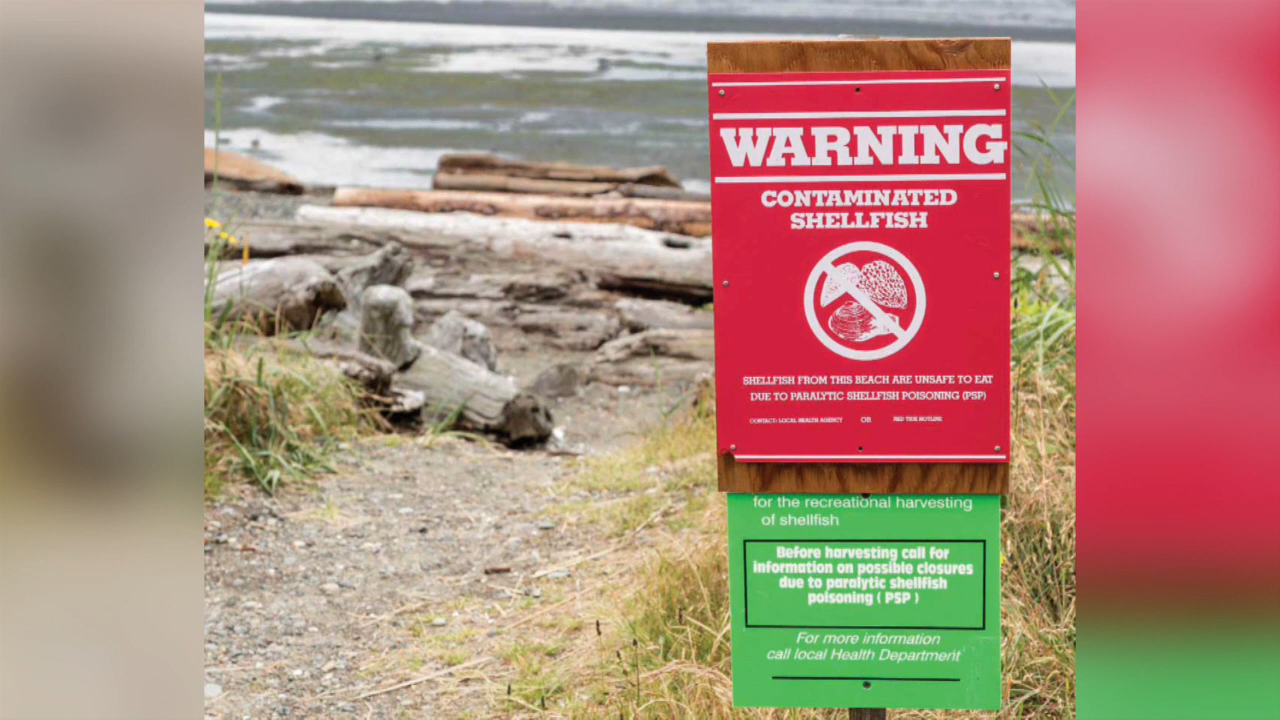 WARNING
CONTAMINATED
SHELLFISH
SHELLFISH FROM THIS BEACH ARE UNSAFE TO EAT
DUE TO PARALYTIC SHELLFISH POISONING (PSP)
CONTACT: LOCAL HEALTH AGENCY OR RED TIDE HOTLINE
for the recreational harvesting
of shellfish
Before harvesting call for
information on possible closures
due to paralytic shellfish
poisoning ( PSP )
For more information
call local Health Department